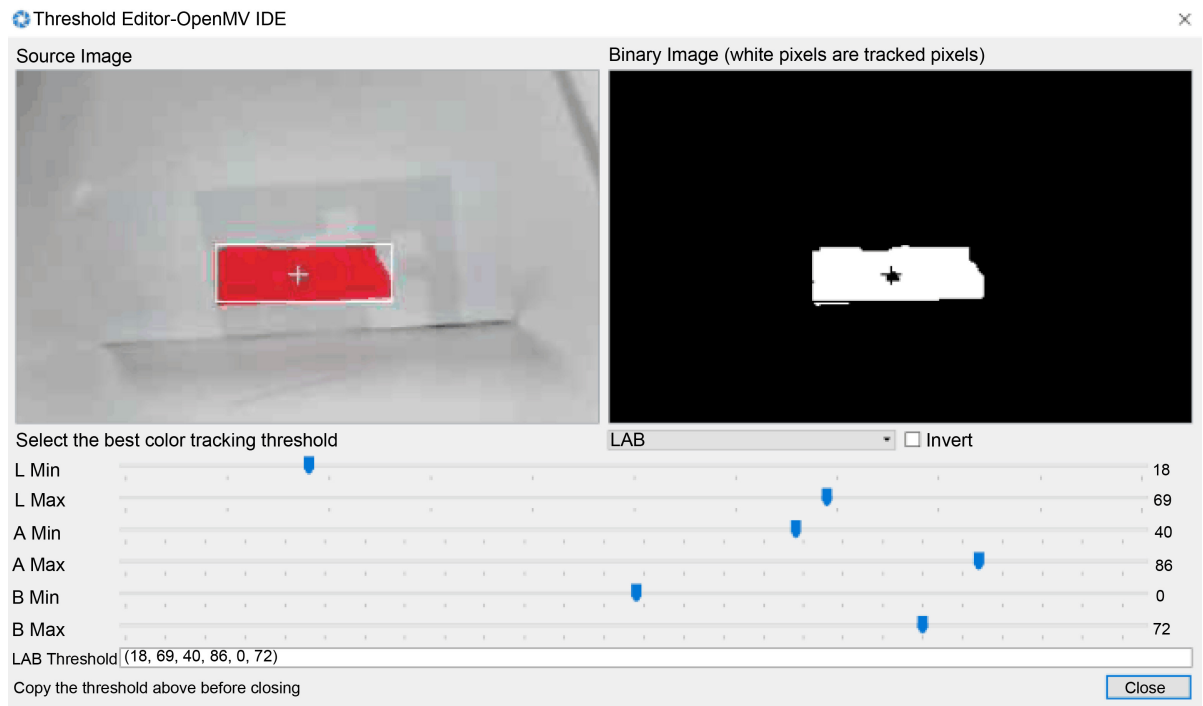 Threshold Editor-OpenMV IDE
Source Image
Binary Image (white pixels are tracked pixels)
Select the best color tracking threshold
LAB
Invert
L Min 18
L Max 69
A Min 40
A Max 86
B Min 0
B Max 72
LAB Threshold (18, 69, 40, 86, 0, 72)
Copy the threshold above before closing
Close